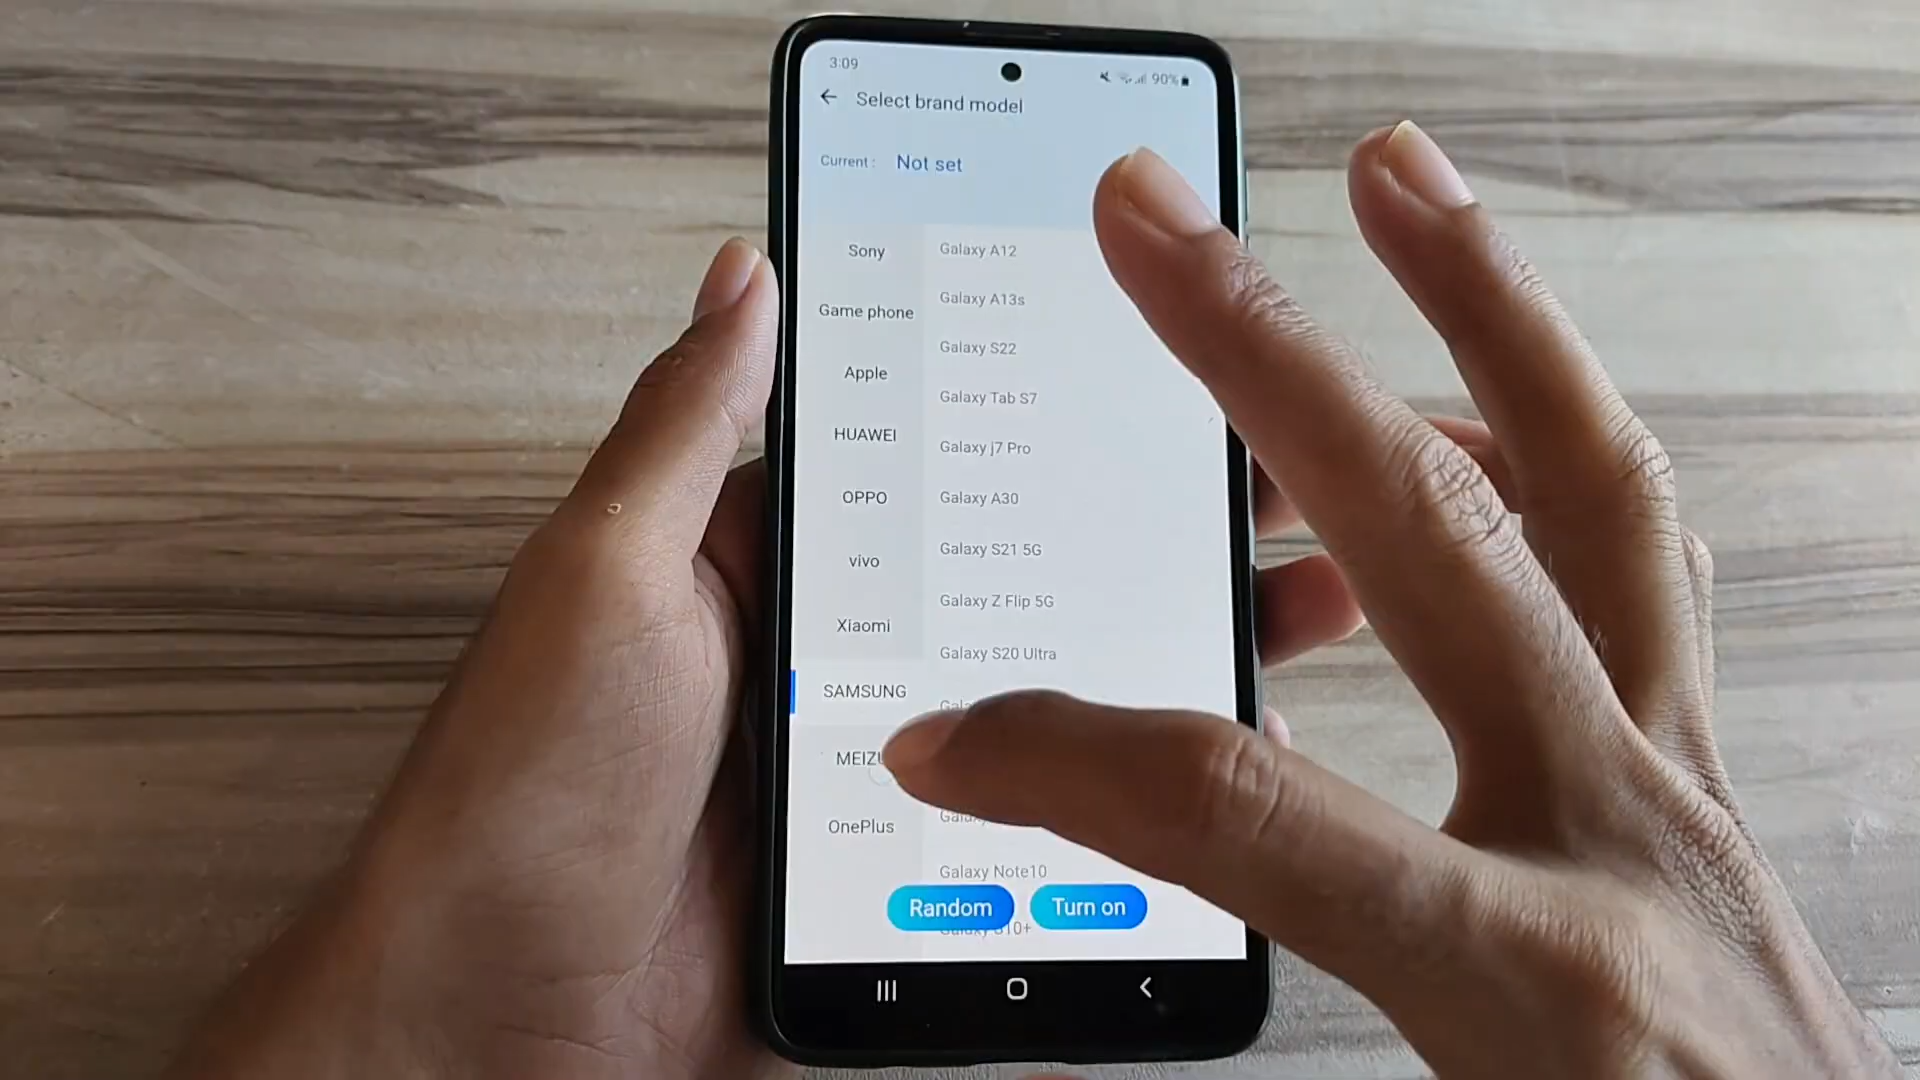 3:09
90%
Select brand model
Current : Not set
Sony
Game phone
Apple
HUAWEI
OPPO
vivo
Xiaomi
SAMSUNG
OnePlus
Galaxy A12
Galaxy A13s
Galaxy S22
Galaxy Tab S7
Galaxy j7 Pro
Galaxy A30
Galaxy S21 5G
Galaxy Z Flip 5G
Galaxy S20 Ultra
Galaxy Note10
Random
Turn on